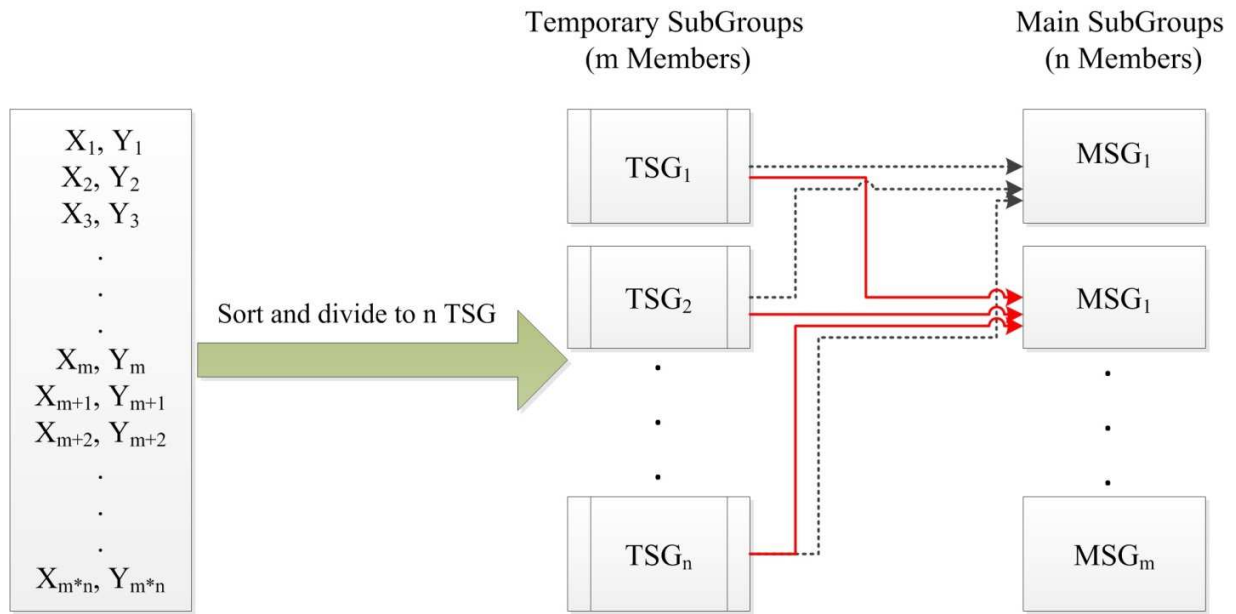 Temporary SubGroups
(m Members)
Main SubGroups
(n Members)
X₁, Y₁
X₂, Y₂
X₃, Y₃
.
.
.
Xₘ, Yₘ
Xₘ₊₁, Yₘ₊₁
Xₘ₊₂, Yₘ₊₂
.
.
.
Xₘ*ₙ, Yₘ*ₙ
Sort and divide to n TSG
TSG₁
TSG₂
.
.
.
TSGₙ
MSG₁
MSG₁
.
.
.
MSGₘ